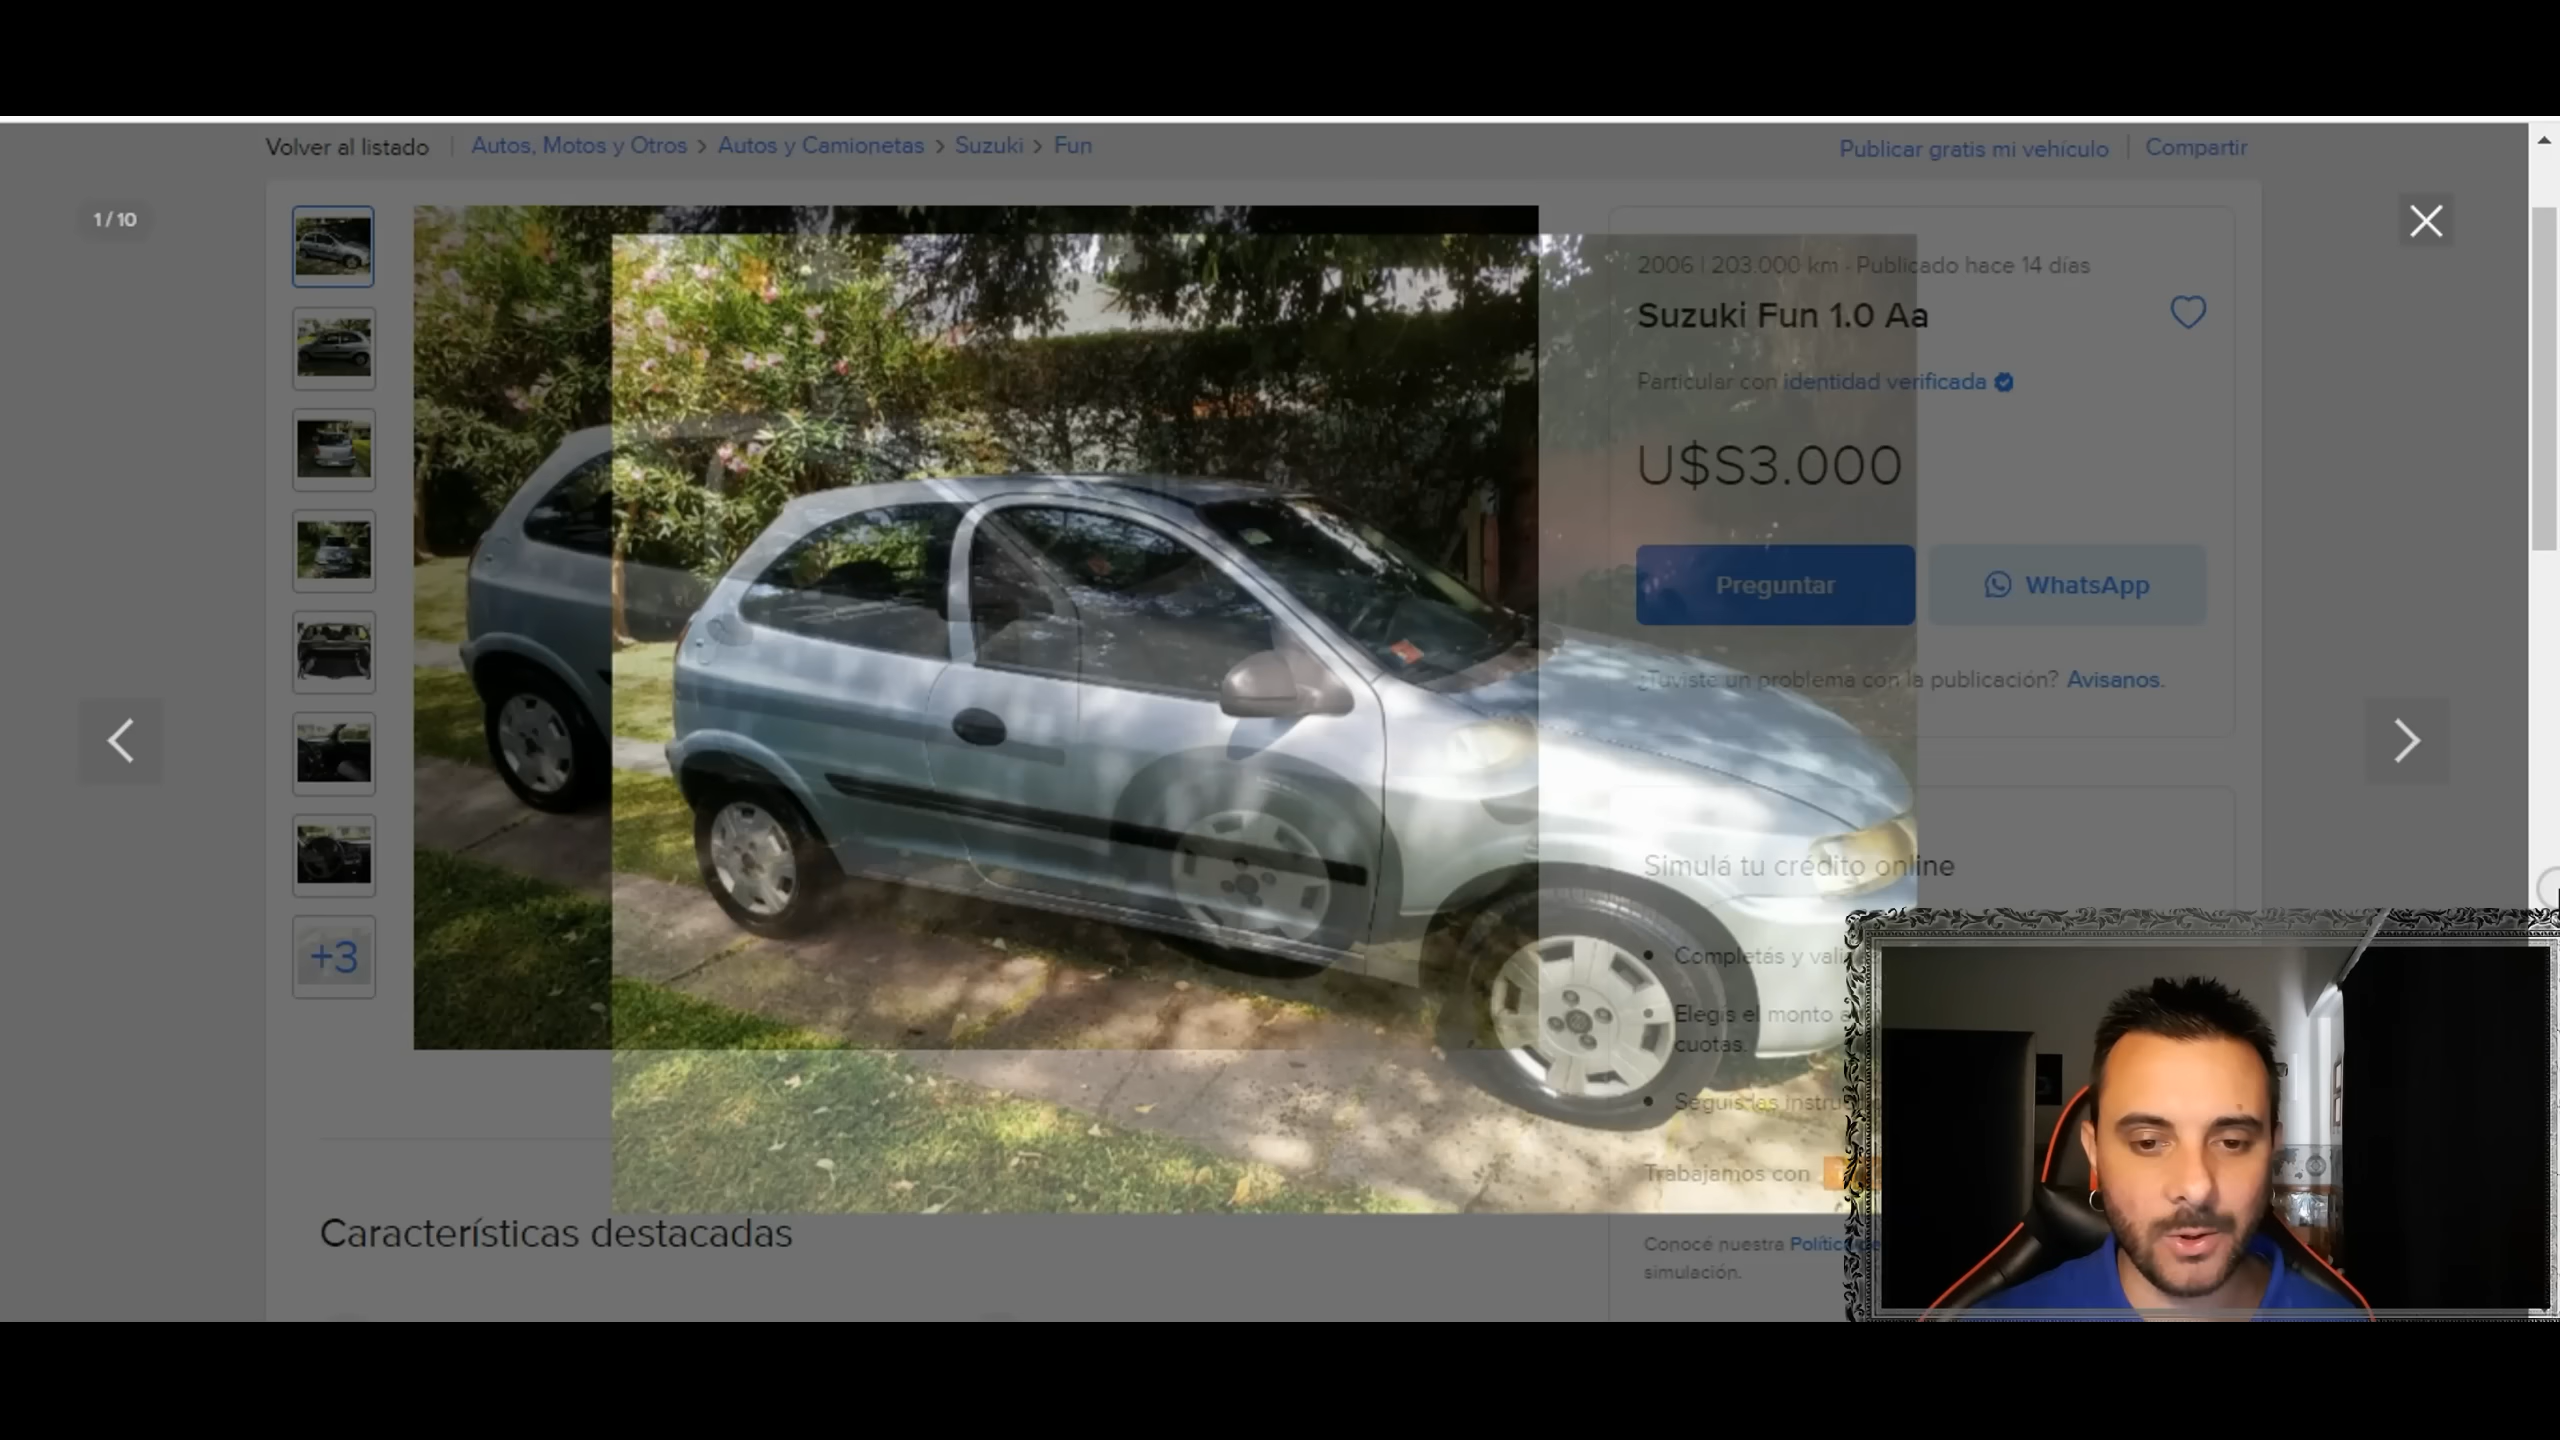 Volver al listado
Autos, Motos y Otros > Autos y Camionetas > Suzuki > Fun
Publicar gratis mi vehículo
Compartir
1 / 10
2006 | 203.000 km - Publicado hace 14 días
Suzuki Fun 1.0 Aa
Particular con identidad verificada
U$S3.000
Preguntar
WhatsApp
¿Tuviste un problema con la publicación? Avisanos.
+3
Simulá tu crédito online
Completás y
Elegís el monto
cuotas.
Seguís las
Trabajamos con
Características destacadas
Conocé nuestra
simulación.